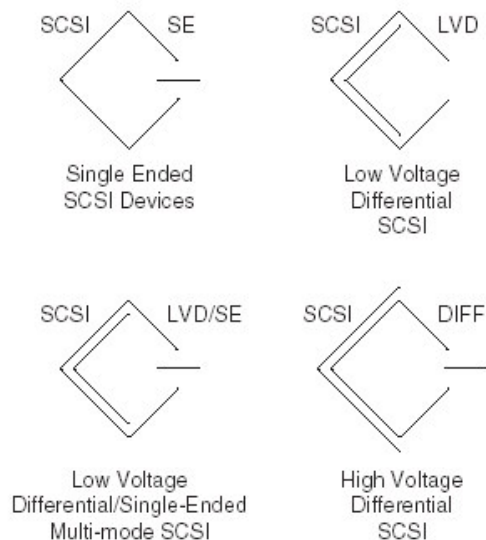 SCSI SE
Single Ended
SCSI Devices
SCSI LVD
Low Voltage
Differential
SCSI
SCSI LVD/SE
Low Voltage
Differential/Single-Ended
Multi-mode SCSI
SCSI DIFF
High Voltage
Differential
SCSI